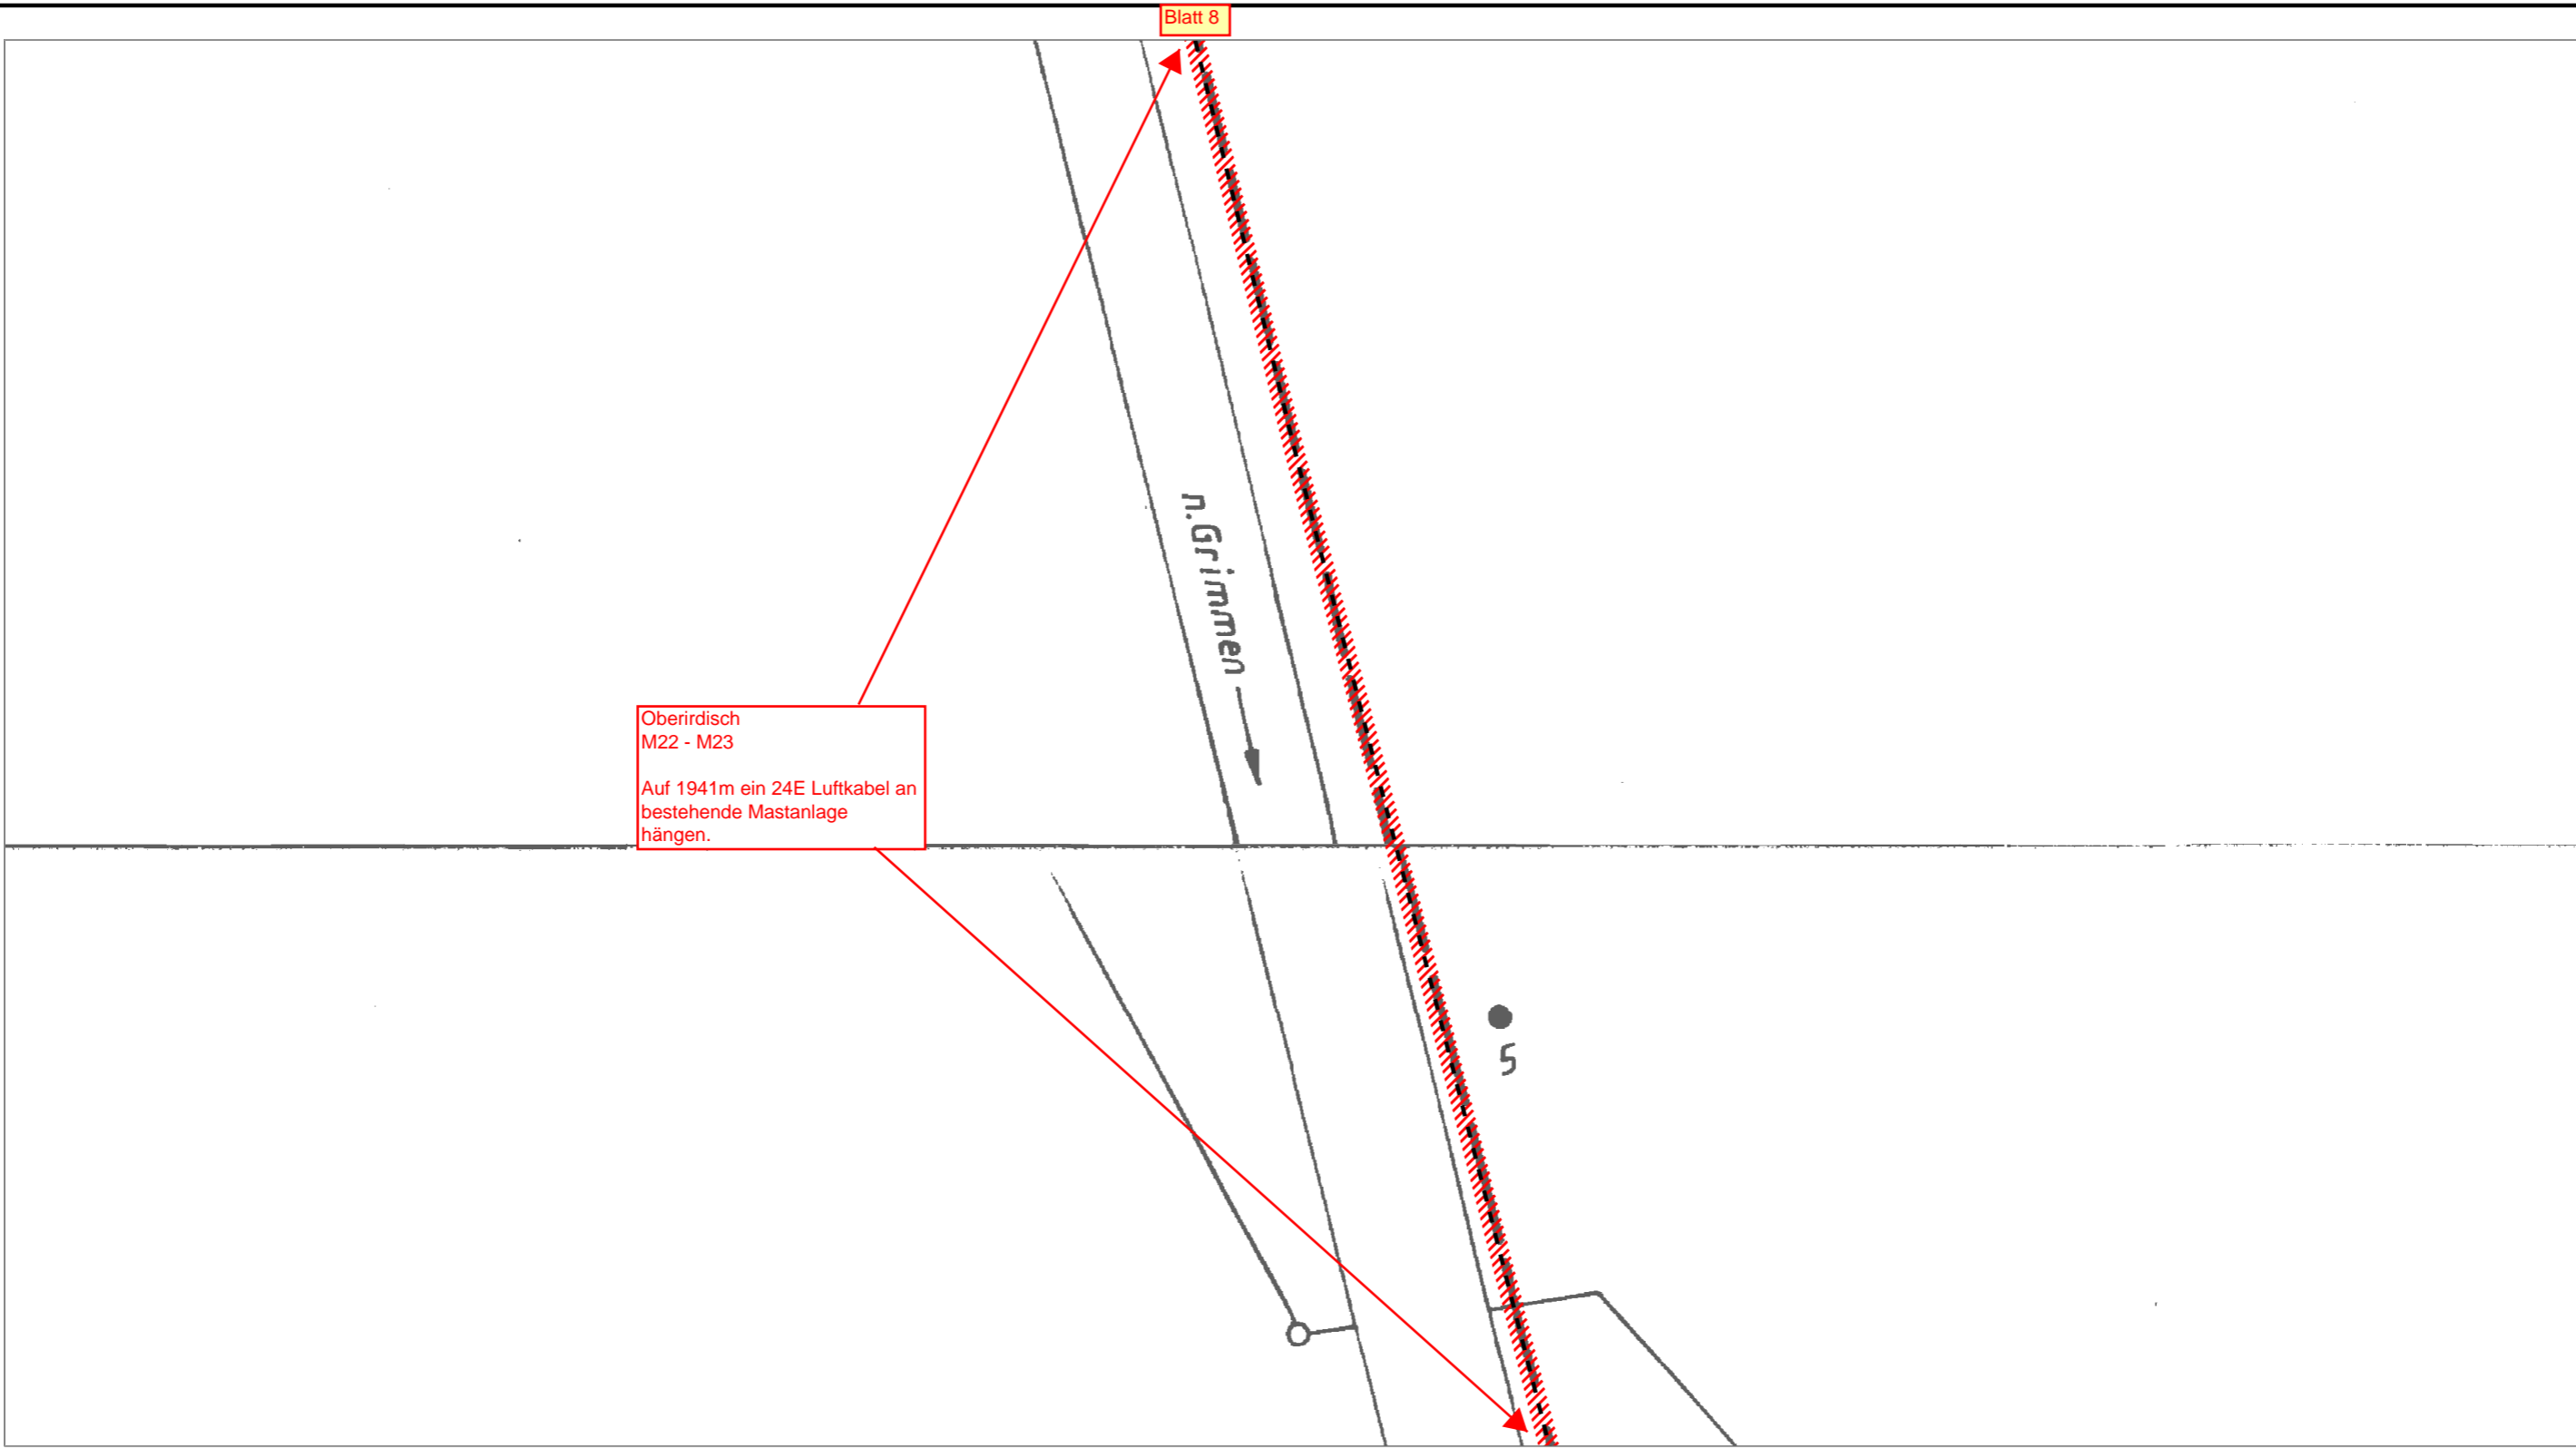 Blatt 8
n.Grimmen
Oberirdisch
M22 - M23
Auf 1941m ein 24E Luftkabel an
bestehende Mastanlage
hängen.
5